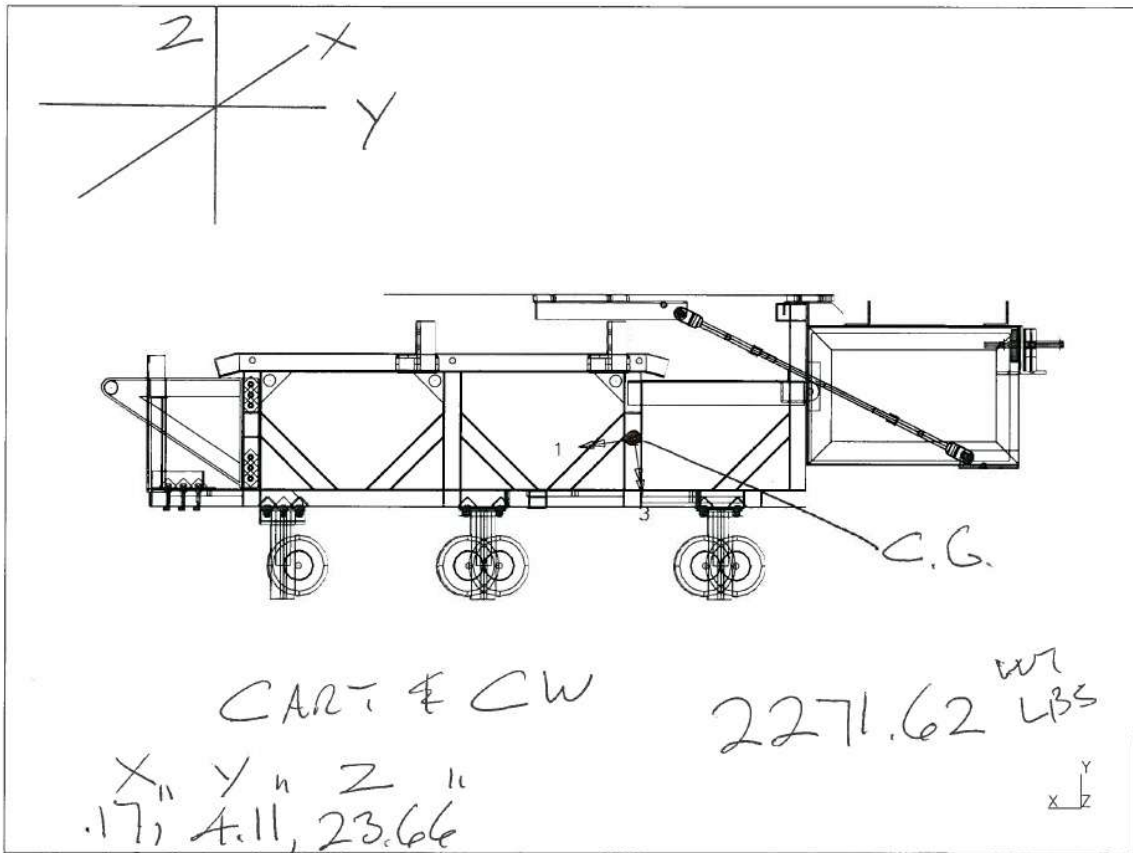 Z
X
Y
1
3
C.G.
CART & CW
2271.62 WT LBS
X" Y" Z"
.17, 4.11, 23.66
Y
X Z